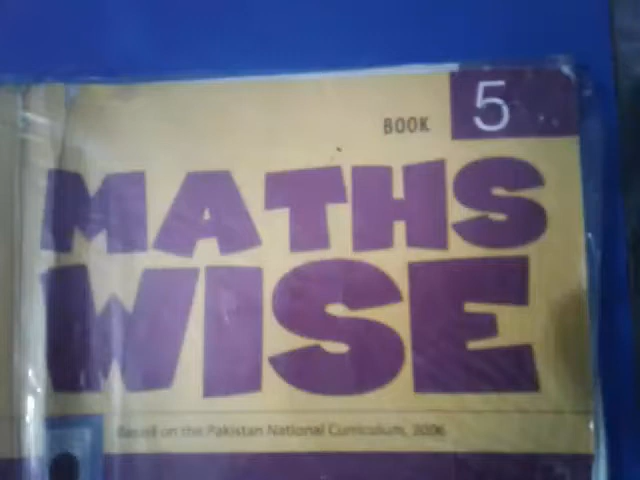 BOOK 5
MATHS
WISE
Based on the Pakistan National Curriculum, 2006